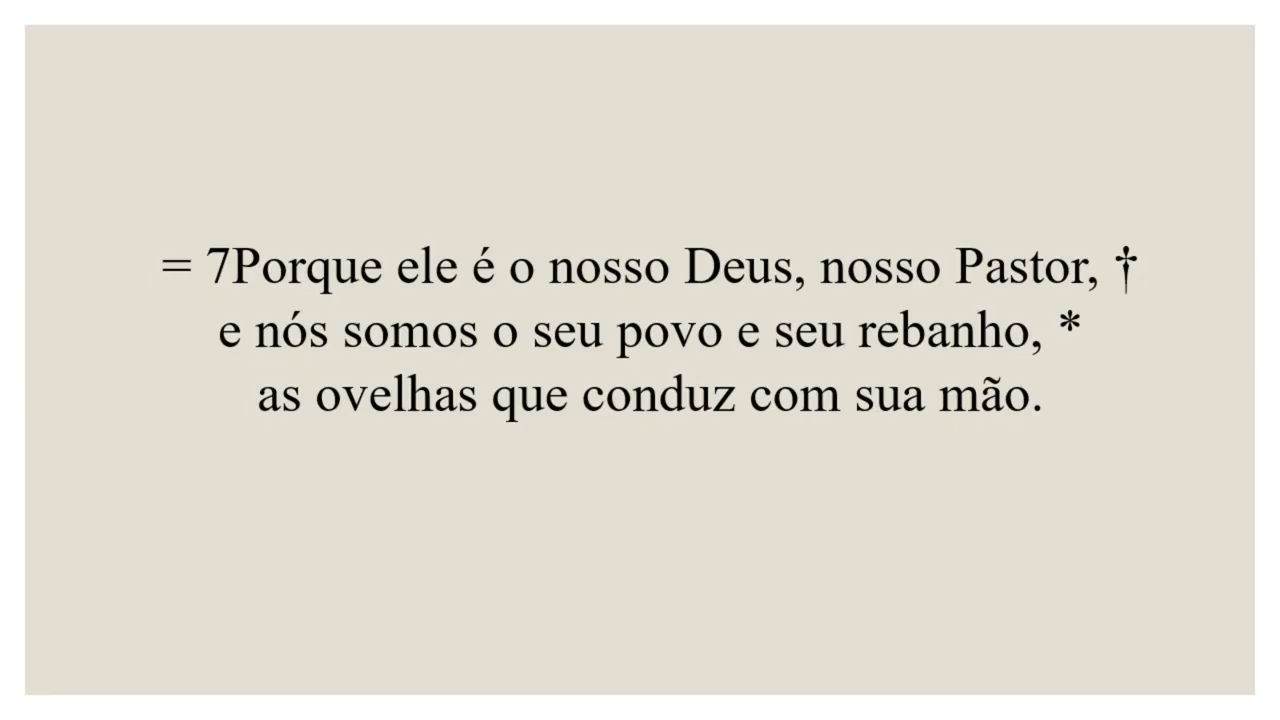 = 7Porque ele é o nosso Deus, nosso Pastor, †
e nós somos o seu povo e seu rebanho, *
as ovelhas que conduz com sua mão.